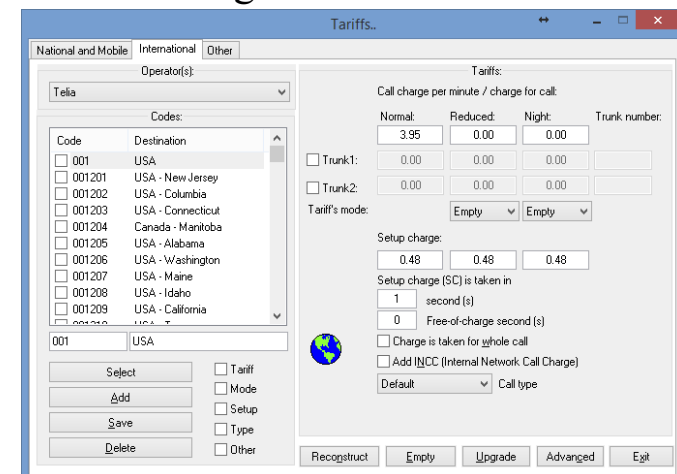 Tariffs..
National and Mobile International Other
Operator(s):
Telia
Codes:
Code Destination
001 USA
001201 USA - New Jersey
001202 USA - Columbia
001203 USA - Connecticut
001204 Canada - Manitoba
001205 USA - Alabama
001206 USA - Washington
001207 USA - Maine
001208 USA - Idaho
001209 USA - California
001 USA
Select
Add
Save
Delete
Tariff
Mode
Setup
Type
Other
Tariffs:
Call charge per minute / charge for call:
Normal: Reduced: Night: Trunk number:
3.95 0.00 0.00
Trunk1: 0.00 0.00 0.00
Trunk2: 0.00 0.00 0.00
Tariff's mode: Empty Empty
Setup charge:
0.48 0.48 0.48
Setup charge (SC) is taken in
1 second (s)
0 Free-of-charge second (s)
Charge is taken for whole call
Add INCC (Internal Network Call Charge)
Default Call type
Reconstruct Empty Upgrade Advanced Exit